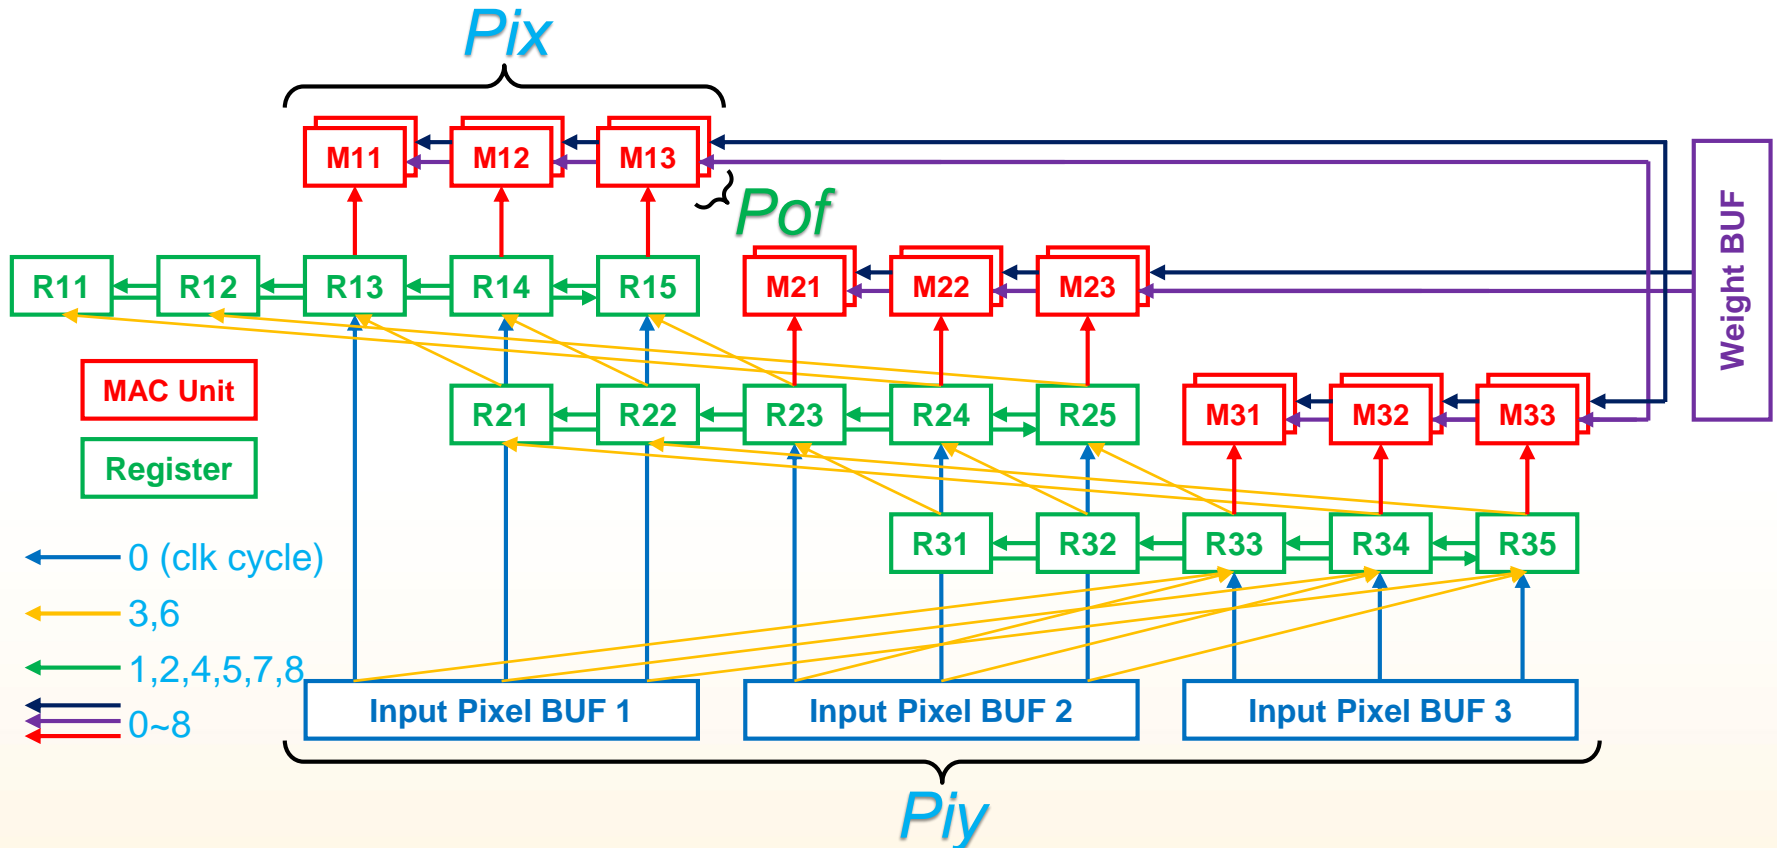 Pix
M11 M12 M13
Pof
R11 R12 R13 R14 R15
M21 M22 M23
Weight BUF
MAC Unit
R21 R22 R23 R24 R25
M31 M32 M33
Register
R31 R32 R33 R34 R35
0 (clk cycle)
3,6
1,2,4,5,7,8
0~8
Input Pixel BUF 1
Input Pixel BUF 2
Input Pixel BUF 3
Piy